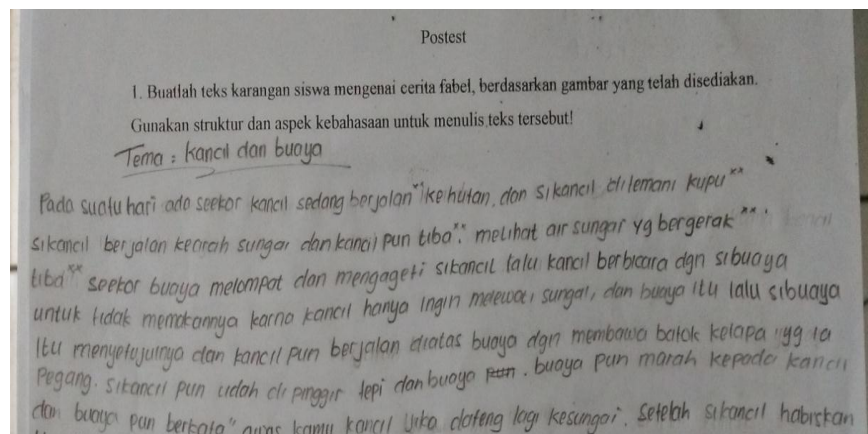 Postest
1. Buatlah teks karangan siswa mengenai cerita fabel, berdasarkan gambar yang telah disediakan.
Gunakan struktur dan aspek kebahasaan untuk menulis teks tersebut!
Tema : kancil dan buaya
Pada suatu hari ada seekor kancil sedang berjalan" ke hutan, dan sikancil ditemani kupu"
sikancil berjalan kearah sungai dan kancil pun tiba". melihat air sungai yg bergerak"
tiba" seekor buaya melompat dan mengageti sikancil lalu kancil berbicara dgn sibuaya
untuk tidak memakannya karna kancil hanya ingin melewati sungai, dan buaya itu lalu sibuaya
itu menyetujuinya dan kancil pun berjalan diatas buaya dgn membawa batok kelapa yg ia
Pegang. sikancil pun udah di pinggir tepi dan buaya pun. buaya pun marah kepada kancil
dan buaya pun berkata" awas kamu kancil jika dateng lagi kesungai. Setelah sikancil